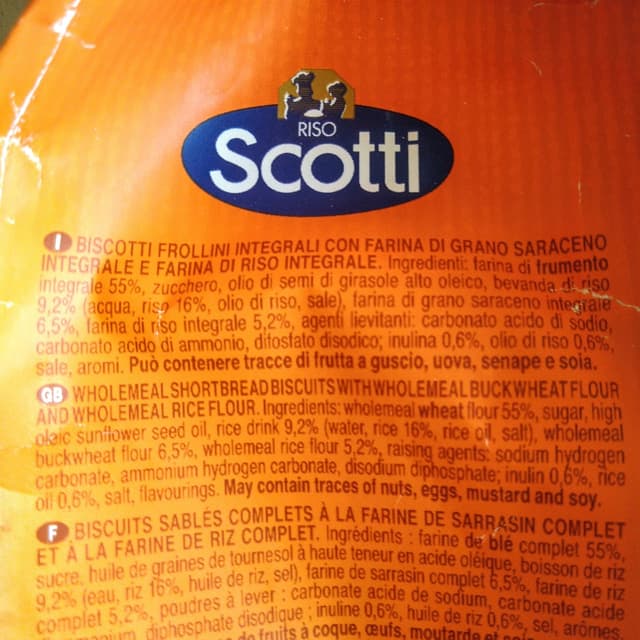 RISO
Scotti
I BISCOTTI FROLLINI INTEGRALI CON FARINA DI GRANO SARACENO
INTEGRALE E FARINA DI RISO INTEGRALE. Ingredienti: farina di frumento
integrale 55%, zucchero, olio di semi di girasole alto oleico, bevanda di riso
9,2% (acqua, riso 16%, olio di riso, sale), farina di grano saraceno integrale
6,5%, farina di riso integrale 5,2%, agenti lievitanti: carbonato acido di sodio,
carbonato acido di ammonio, difosfato disodico; inulina 0,6%, olio di riso 0,6%,
sale, aromi. Può contenere tracce di frutta a guscio, uova, senape e soia.
GB WHOLEMEAL SHORTBREAD BISCUITS WITH WHOLEMEAL BUCKWHEAT FLOUR
AND WHOLEMEAL RICE FLOUR. Ingredients: wholemeal wheat flour 55%, sugar, high
oleic sunflower seed oil, rice drink 9,2% (water, rice 16%, rice oil, salt), wholemeal
buckwheat flour 6,5%, wholemeal rice flour 5,2%, raising agents: sodium hydrogen
carbonate, ammonium hydrogen carbonate, disodium diphosphate; inulin 0,6%, rice
oil 0,6%, salt, flavourings. May contain traces of nuts, eggs, mustard and soy.
F BISCUITS SABLÉS COMPLETS À LA FARINE DE SARRASIN COMPLET
ET À LA FARINE DE RIZ COMPLET. Ingrédients : farine de blé complet 55%,
sucre, huile de graines de tournesol à haute teneur en acide oléique, boisson de riz
9,2% (eau, riz 16%, huile de riz, sel), farine de sarrasin complet 6,5%, farine de riz
complet 5,2%, poudres à lever : carbonate acide de sodium, carbonate acide
diphosphate disodique ; inuline 0,6%, huile de riz 0,6%, sel, arômes.
de fruits à coque, œufs, moutarde et